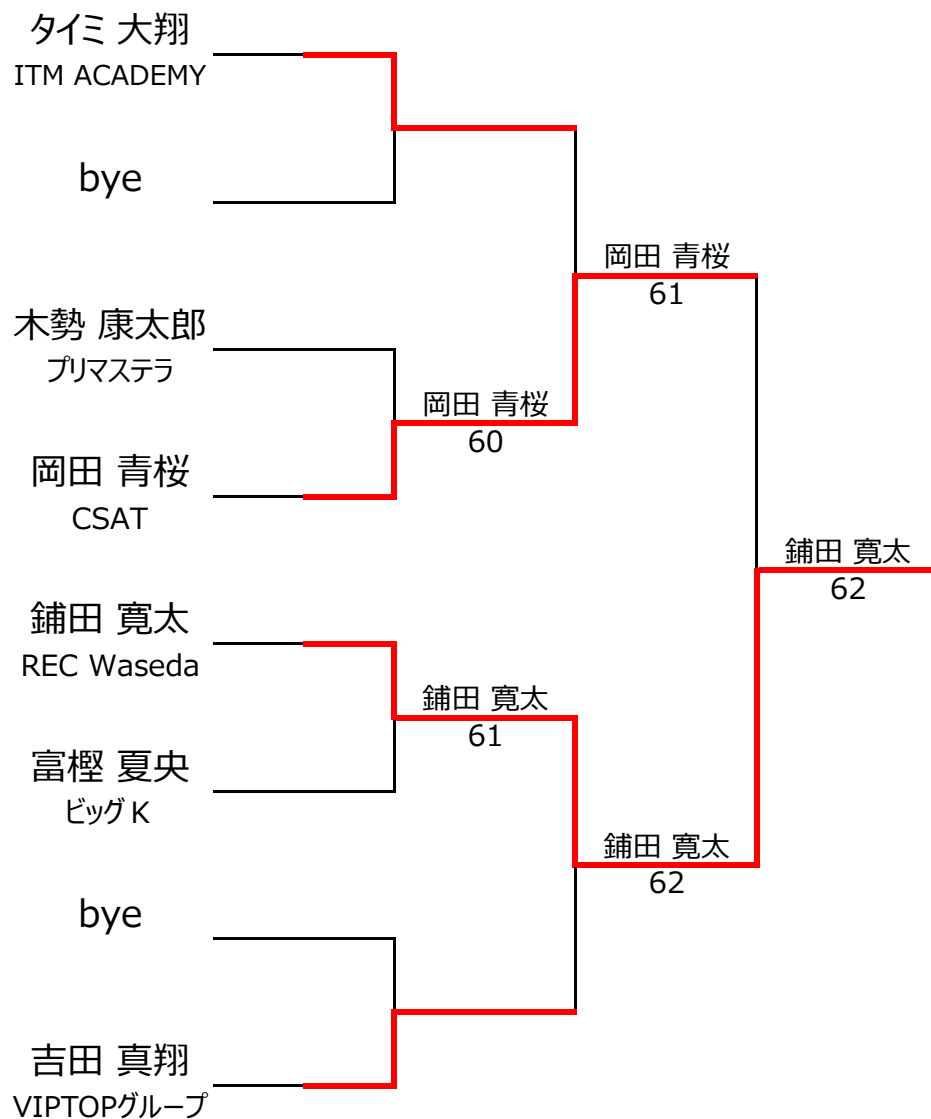 タイミ 大翔
ITM ACADEMY
bye
木勢 康太郎
プリマステラ
岡田 青桜
CSAT
鋪田 寛太
REC Waseda
富樫 夏央
ビッグK
bye
吉田 真翔
VIPTOPグループ
岡田 青桜
60
鋪田 寛太
61
岡田 青桜
61
鋪田 寛太
62
鋪田 寛太
62